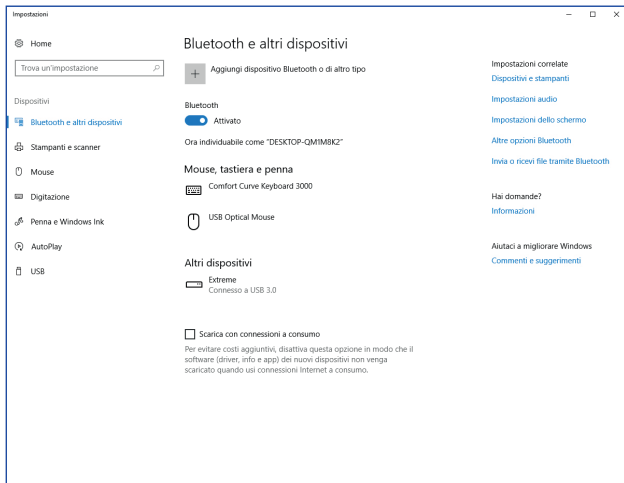 Impostazioni
Home
Trova un'impostazione
Dispositivi
Bluetooth e altri dispositivi
Stampanti e scanner
Mouse
Digitazione
Penna e Windows Ink
AutoPlay
USB
Bluetooth e altri dispositivi
Aggiungi dispositivo Bluetooth o di altro tipo
Bluetooth
Attivato
Ora individuabile come "DESKTOP-QM1M8K2"
Mouse, tastiera e penna
Comfort Curve Keyboard 3000
USB Optical Mouse
Altri dispositivi
Extreme
Connesso a USB 3.0
Scarica con connessioni a consumo
Per evitare costi aggiuntivi, disattiva questa opzione in modo che il
software (driver, info e app) dei nuovi dispositivi non venga
scaricato quando usi connessioni Internet a consumo.
Impostazioni correlate
Dispositivi e stampanti
Impostazioni audio
Impostazioni dello schermo
Altre opzioni Bluetooth
Invia o ricevi file tramite Bluetooth
Hai domande?
Informazioni
Aiutaci a migliorare Windows
Commenti e suggerimenti